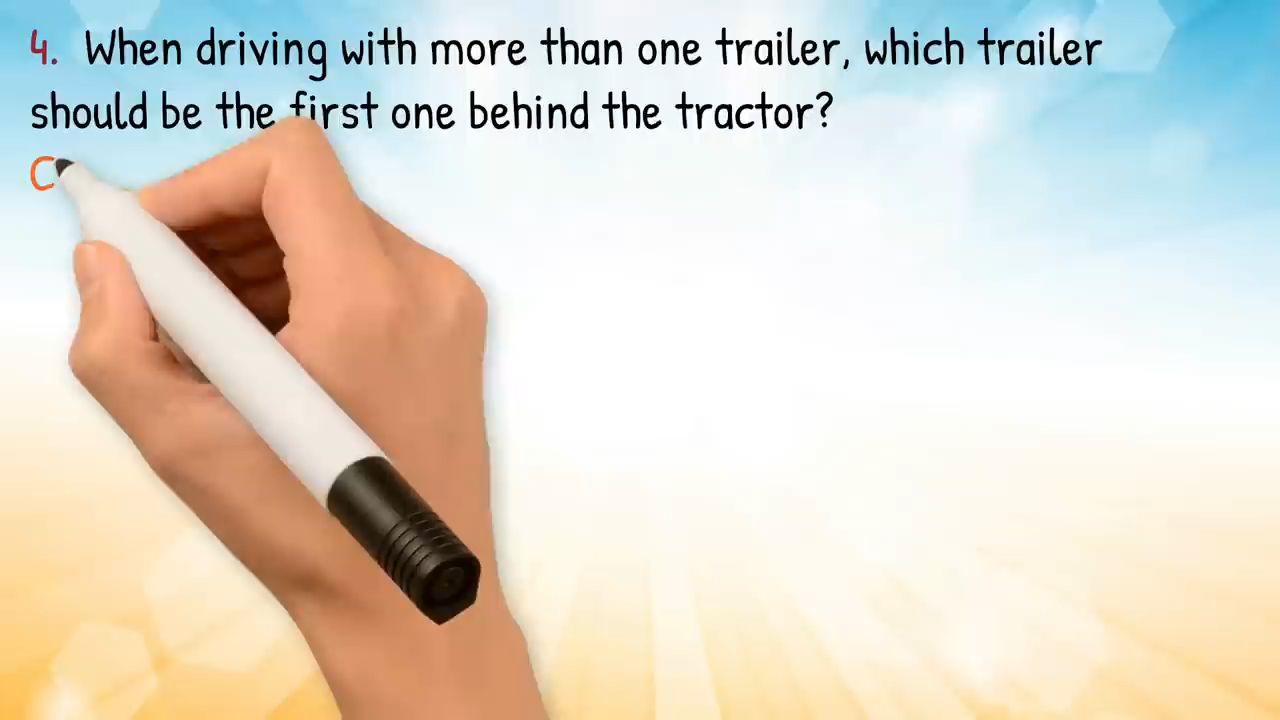 4. When driving with more than one trailer, which trailer
should be the first one behind the tractor?
C